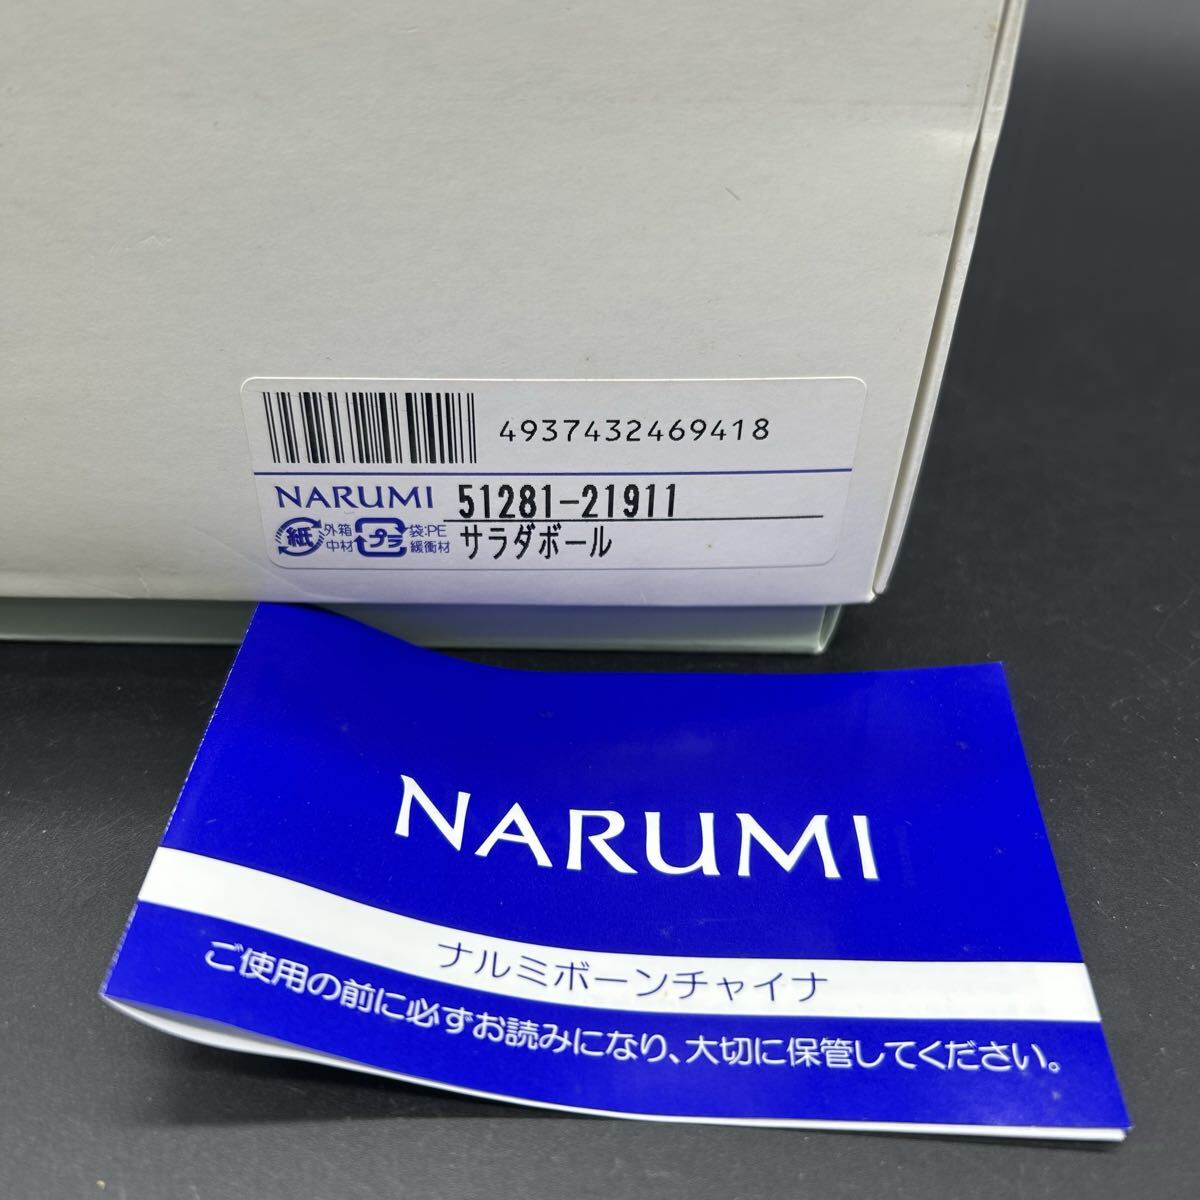 4937432469418
NARUMI 51281-21911
紙 外箱 中材 プラ 袋:PE 緩衝材 サラダボール
NARUMI
ナルミボーンチャイナ
ご使用の前に必ずお読みになり、大切に保管してください。